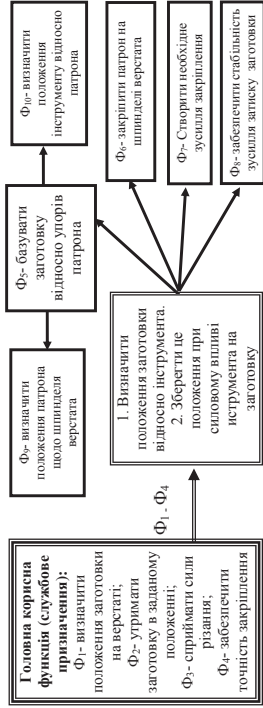 Головна корисна
функція (службове
призначення):
Ф1- визначити
положення заготовки
на верстаті;
Ф2- утримати
заготовку в заданому
положенні;
Ф3- сприймати сили
різання;
Ф4- забезпечити
точність закріплення
Ф1 - Ф4
1. Визначити
положення заготовки
відносно інструмента.
2. Зберегти це
положення при
силовому впливі
иструмента на
заготовку
Ф9- визначити
положення патрона
щодо шпинделя
верстата
Ф5- базувати
заготовку
відносно упорів
патрона
Ф10- визначити
положення
інструменту відносно
патрона
Ф6- закріпити патрон на
шпинделі верстата
Ф7- Створити необхідне
зусилля закріплення
Ф8- забезпечити стабільність
зусилля затиску заготовки